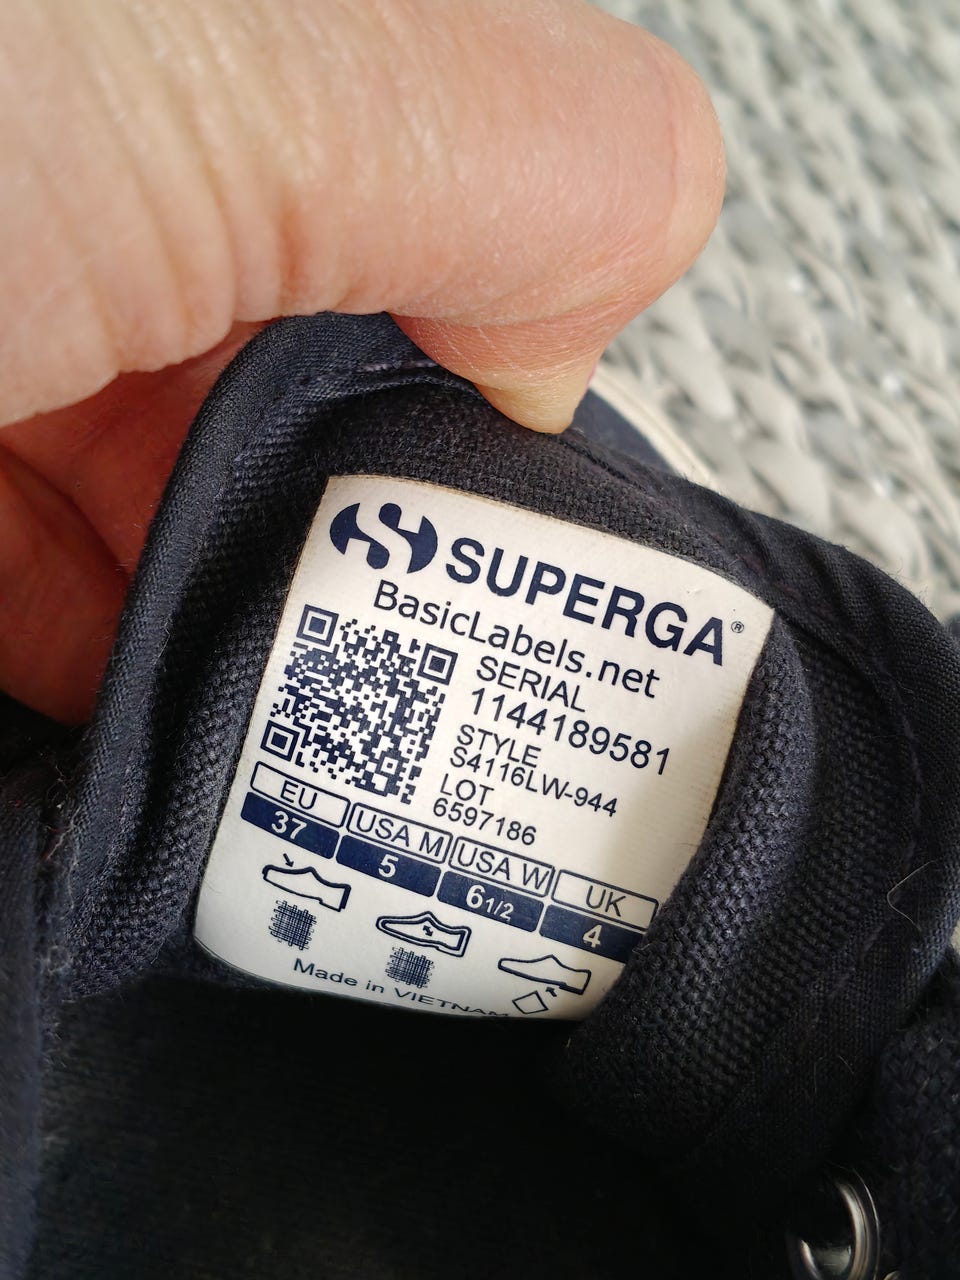 SUPERGA®
BasicLabels.net
SERIAL
1144189581
STYLE
S4116LW-944
LOT
6597186
EU USA M USA W UK
37 5 6 1/2 4
Made in VIETNAM